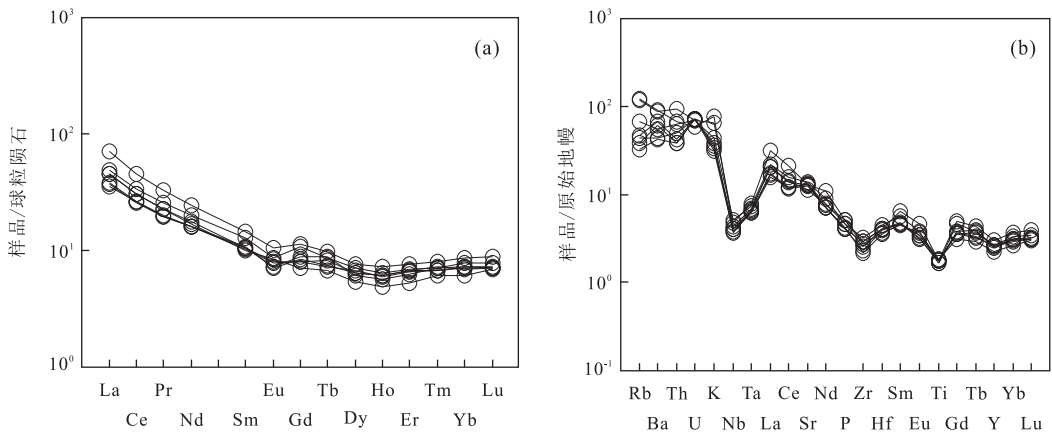 10³
(a)
10²
样品/球粒陨石
10¹
10⁰
La Pr Eu Tb Ho Tm Lu
Ce Nd Sm Gd Dy Er Yb
10³
(b)
10²
样品/原始地幔
10¹
10⁰
10⁻¹
Rb Th K Ta Ce Nd Zr Sm Ti Tb Yb
Ba U Nb La Sr P Hf Eu Gd Y Lu